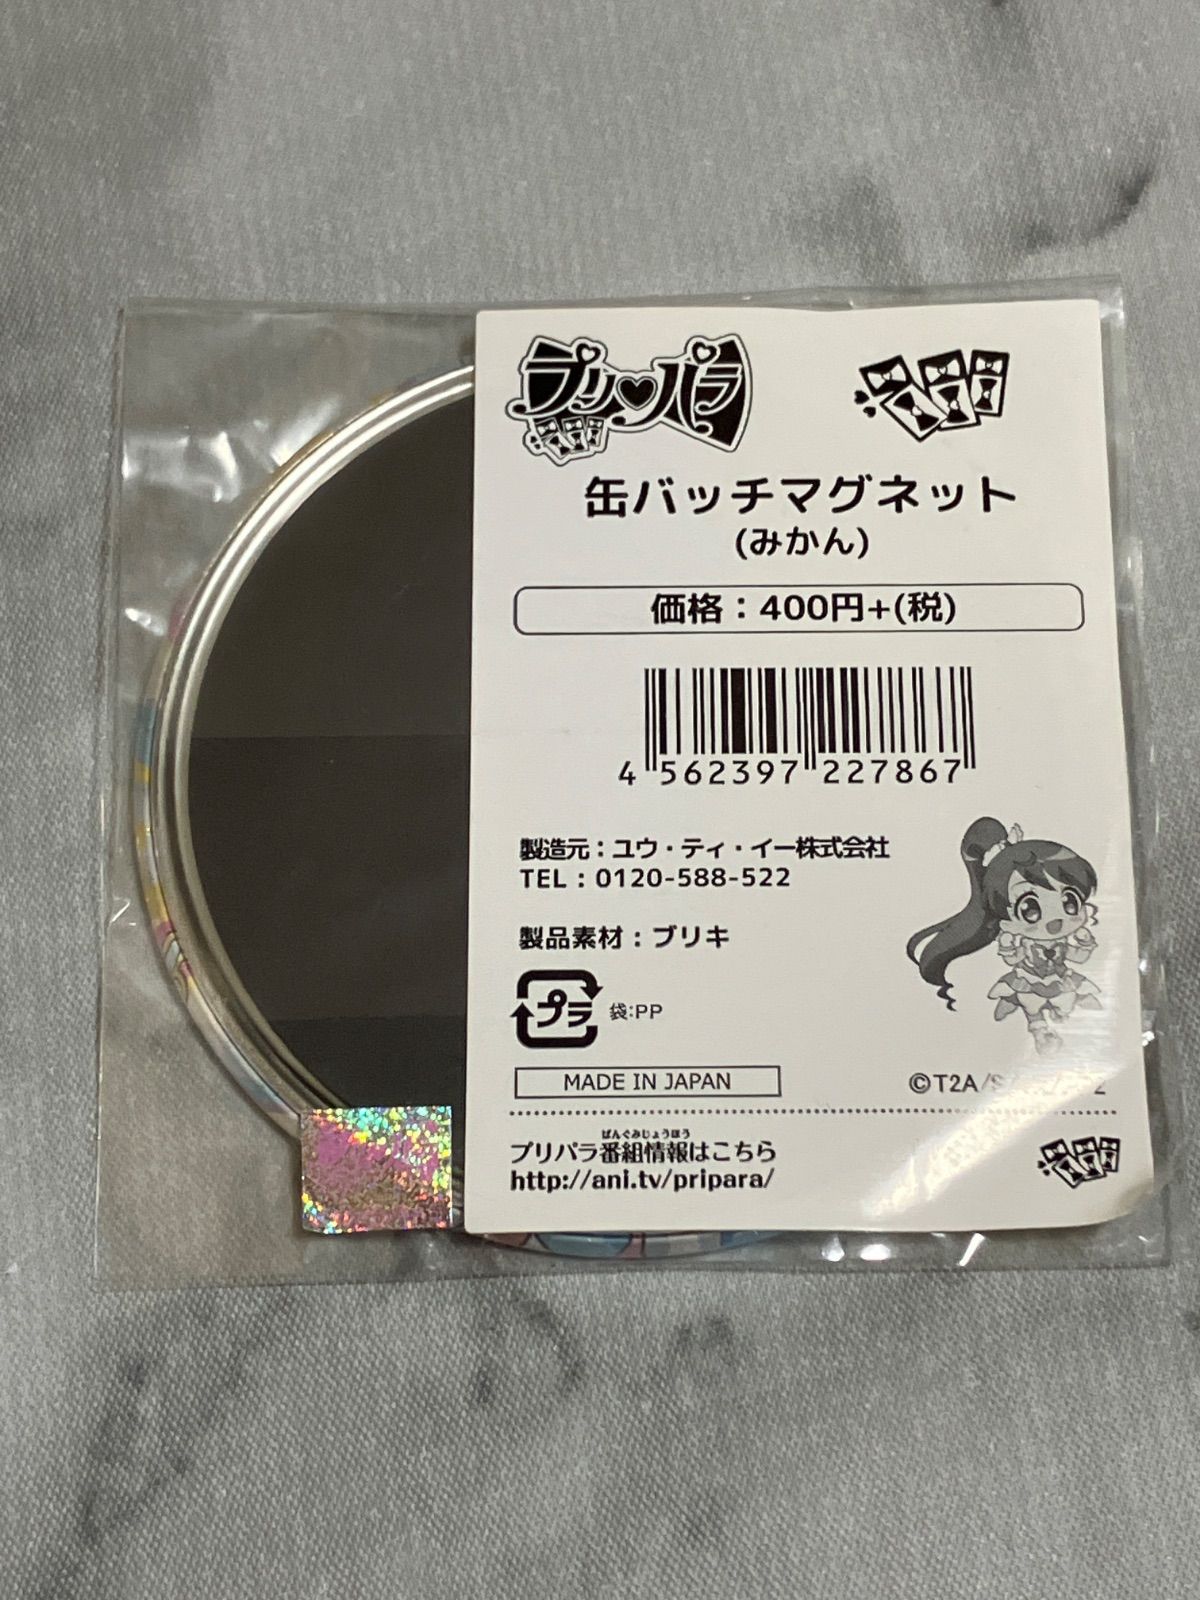 プリパラ
缶バッチマグネット
(みかん)
価格：400円+(税)
4 562397 227867
製造元：ユウ・ティ・イー株式会社
TEL：0120-588-522
製品素材：ブリキ
プラ 袋:PP
MADE IN JAPAN
©T2A/S
ばんぐみじょうほう
プリパラ番組情報はこちら
http://ani.tv/pripara/